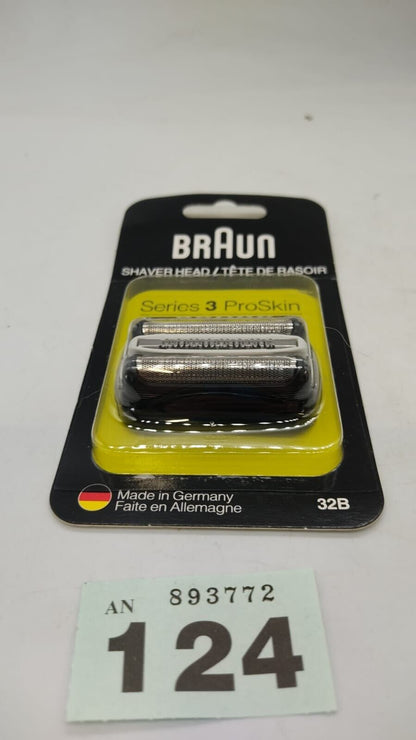 BRAUN
SHAVER HEAD / TÊTE DE RASOIR
Series 3 ProSkin
Made in Germany
Faite en Allemagne
32B
AN 893772
124